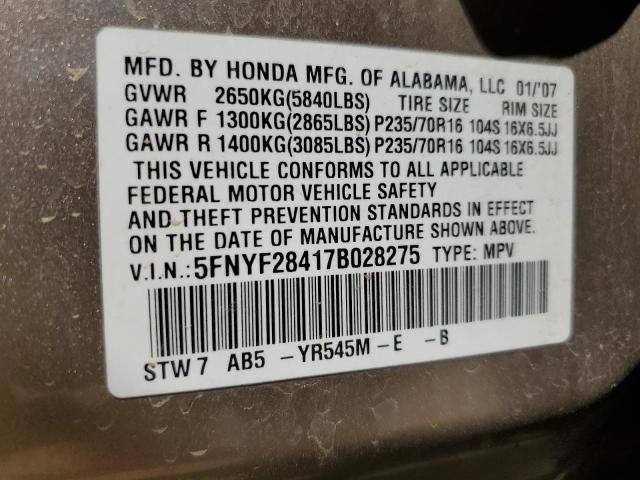 MFD. BY HONDA MFG. OF ALABAMA, LLC 01/'07
GVWR 2650KG(5840LBS) TIRE SIZE RIM SIZE
GAWR F 1300KG(2865LBS) P235/70R16 104S 16X6.5JJ
GAWR R 1400KG(3085LBS) P235/70R16 104S 16X6.5JJ
THIS VEHICLE CONFORMS TO ALL APPLICABLE
FEDERAL MOTOR VEHICLE SAFETY
AND THEFT PREVENTION STANDARDS IN EFFECT
ON THE DATE OF MANUFACTURE SHOWN ABOVE.
V.I.N.:5FNYF28417B028275 TYPE: MPV
STW 7 AB5 -YR545M -E -B